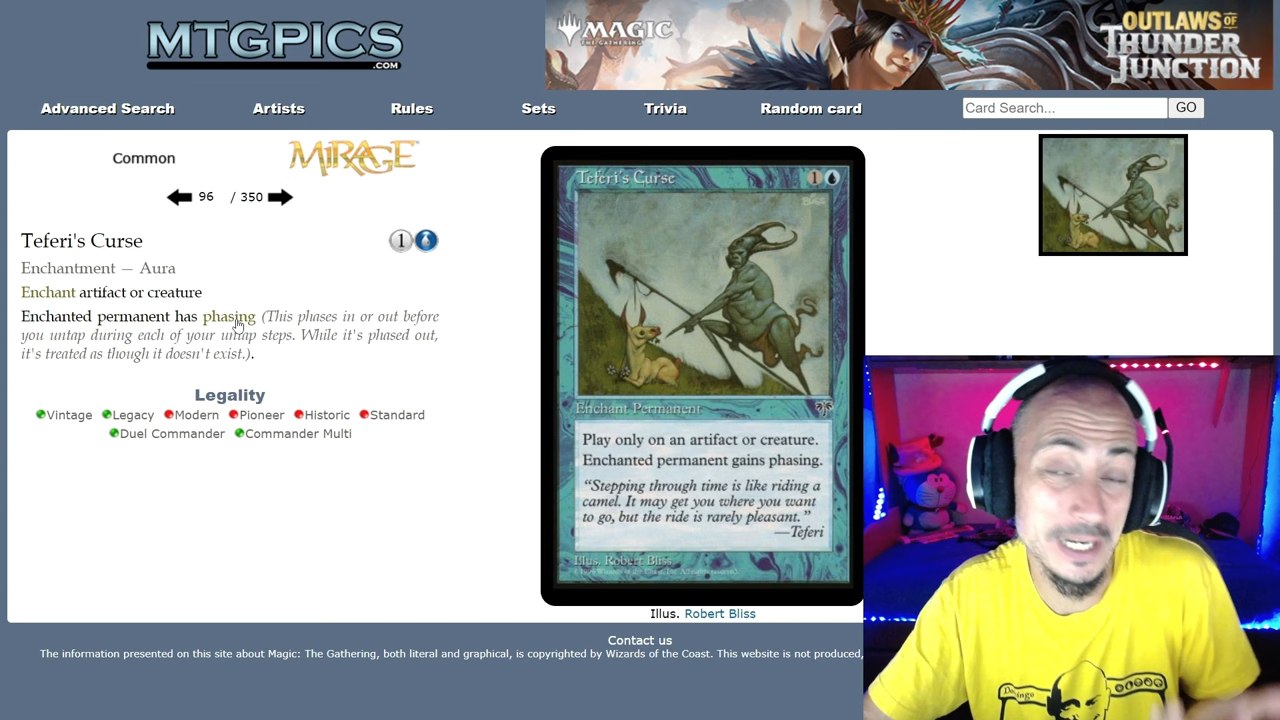 MTGPICS
.COM
MAGIC
THE GATHERING
OUTLAWS OF
THUNDER
JUNCTION
Advanced Search
Artists
Rules
Sets
Trivia
Random card
Card Search...
GO
Common
MIRAGE
96 / 350
Teferi's Curse
1
Enchantment — Aura
Enchant artifact or creature
Enchanted permanent has phasing (This phases in or out before
you untap during each of your untap steps. While it's phased out,
it's treated as though it doesn't exist.).
Legality
Vintage Legacy Modern Pioneer Historic Standard
Duel Commander Commander Multi
Teferi's Curse
1
Bliss
Enchant Permanent
Play only on an artifact or creature.
Enchanted permanent gains phasing.
“Stepping through time is like riding a
camel. It may get you where you want
to go, but the ride is rarely pleasant.”
—Teferi
Illus. Robert Bliss
Illus. Robert Bliss
Contact us
The information presented on this site about Magic: The Gathering, both literal and graphical, is copyrighted by Wizards of the Coast. This website is not produced,